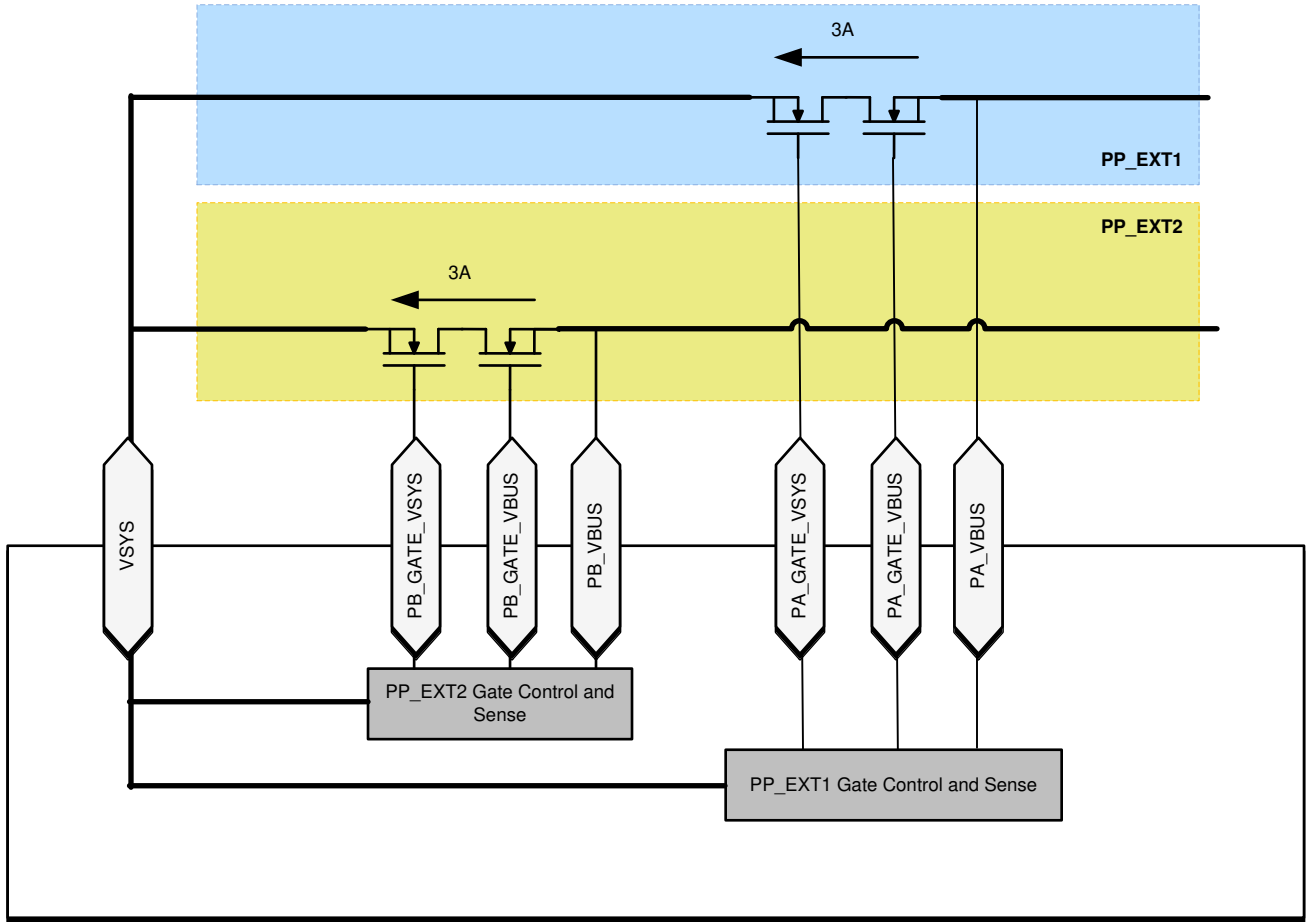 3A
PP_EXT1
PP_EXT2
3A
VSYS
PB_GATE_VSYS
PB_GATE_VBUS
PB_VBUS
PA_GATE_VSYS
PA_GATE_VBUS
PA_VBUS
PP_EXT2 Gate Control and
Sense
PP_EXT1 Gate Control and Sense